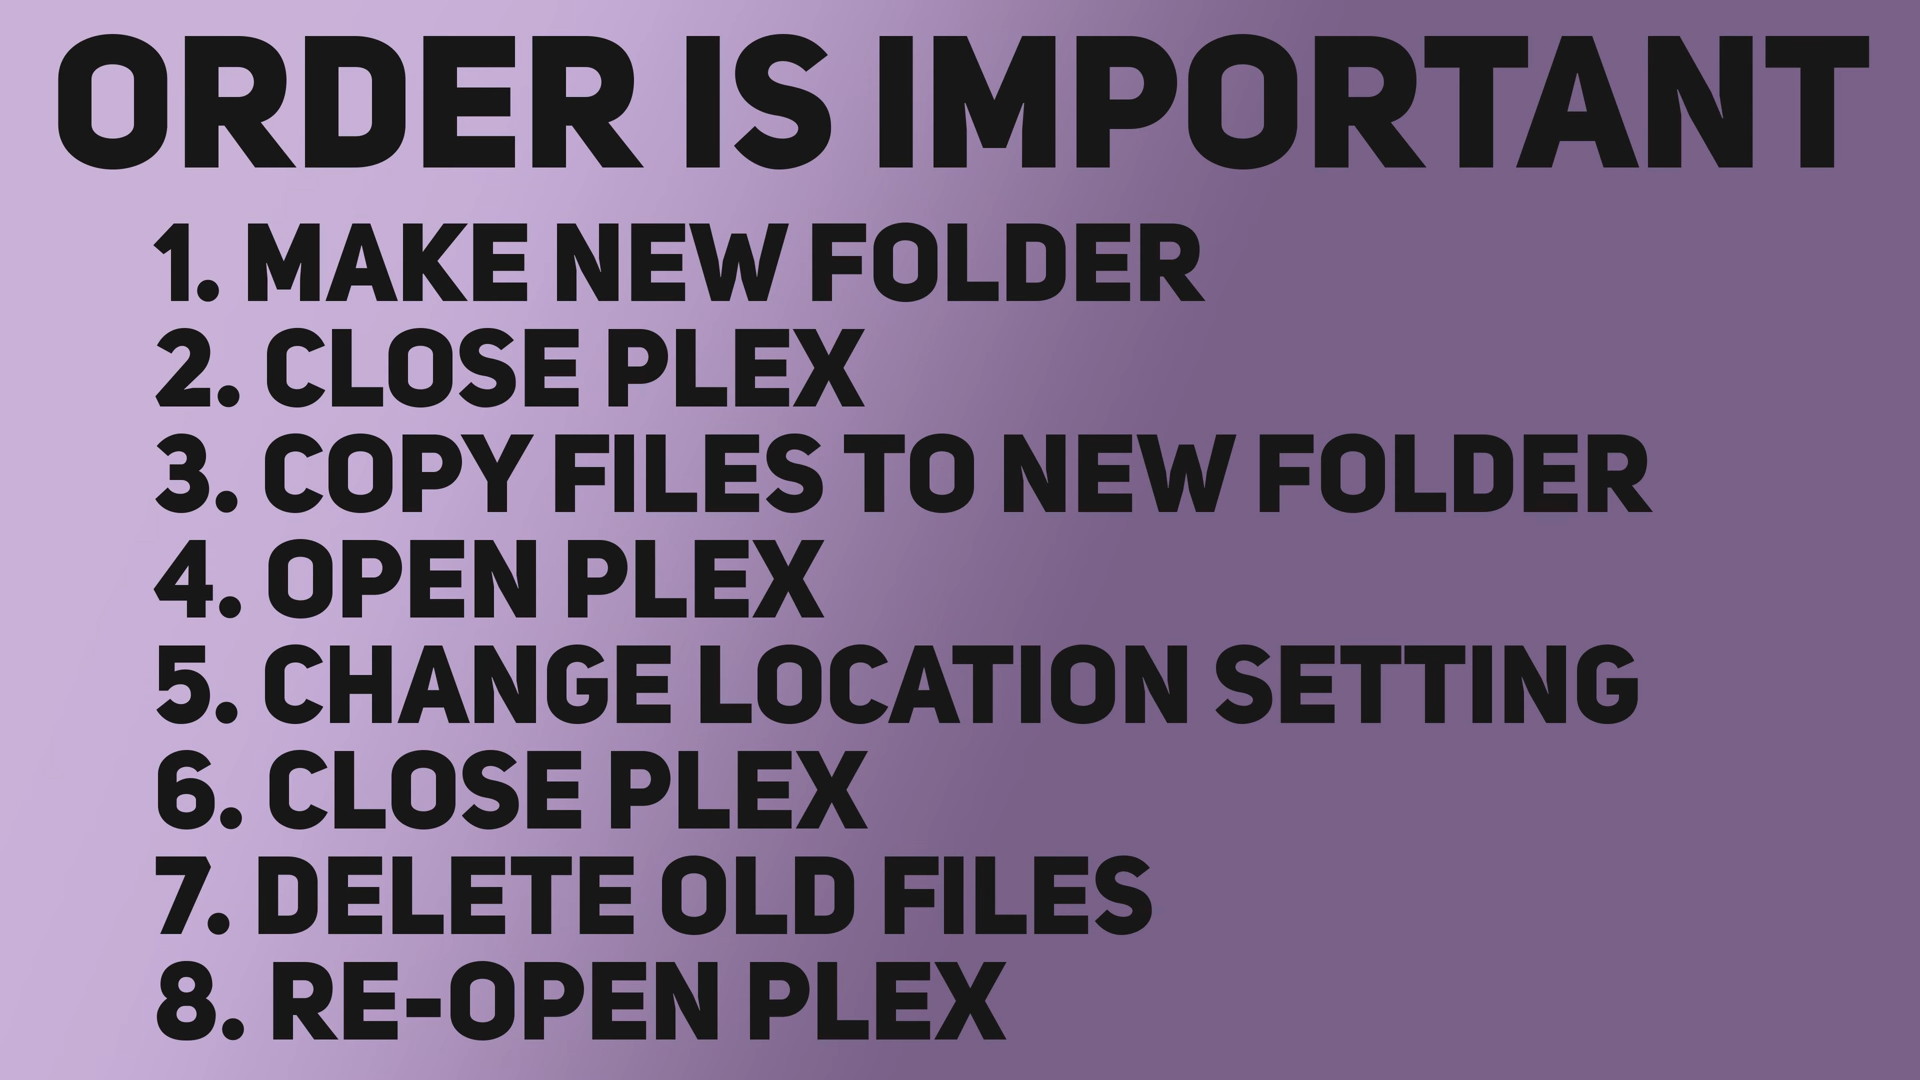 ORDER IS IMPORTANT
1. MAKE NEW FOLDER
2. CLOSE PLEX
3. COPY FILES TO NEW FOLDER
4. OPEN PLEX
5. CHANGE LOCATION SETTING
6. CLOSE PLEX
7. DELETE OLD FILES
8. RE-OPEN PLEX